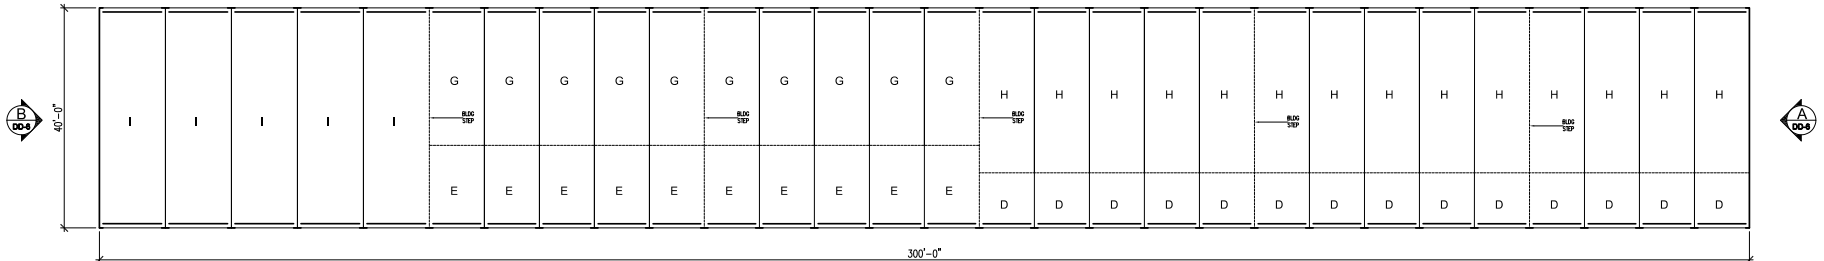 G G G G G G G G G G
H H H H H H H H H H H H H H
I I I I I
B
DD-6
40'-0"
BLDG
STEP
BLDG
STEP
BLDG
STEP
BLDG
STEP
BLDG
STEP
A
DD-6
E E E E E E E E E E
D D D D D D D D D D D D D D
300'-0"